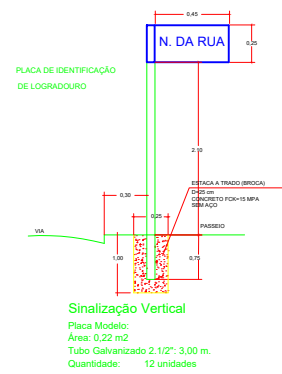 0,45
N. DA RUA
0,25
PLACA DE IDENTIFICAÇÃO
DE LOGRADOURO
2.10
ESTACA A TRADO (BROCA)
D=25 cm
CONCRETO FCK=15 MPA
SEM AÇO
0,30
0,25
PASSEIO
VIA
1,00
0,75
Sinalização Vertical
Placa Modelo:
Área: 0,22 m2
Tubo Galvanizado 2.1/2": 3,00 m.
Quantidade: 12 unidades